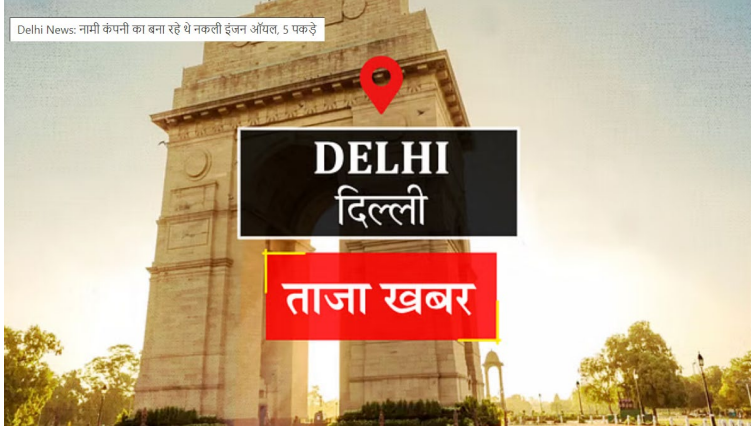 Delhi News: नामी कंपनी का बना रहे थे नकली इंजन ऑयल, 5 पकड़े
DELHI
दिल्ली
ताजा खबर